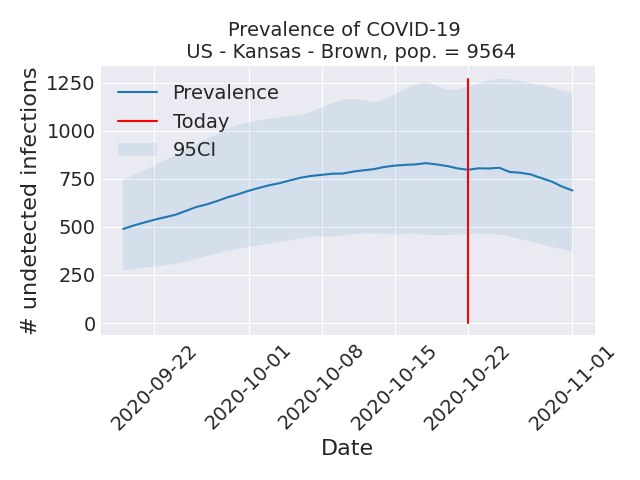 Prevalence of COVID-19
US - Kansas - Brown, pop. = 9564
Prevalence
Today
95CI
# undetected infections
1250
1000
750
500
250
0
2020-09-22
2020-10-01
2020-10-08
2020-10-15
2020-10-22
2020-11-01
Date